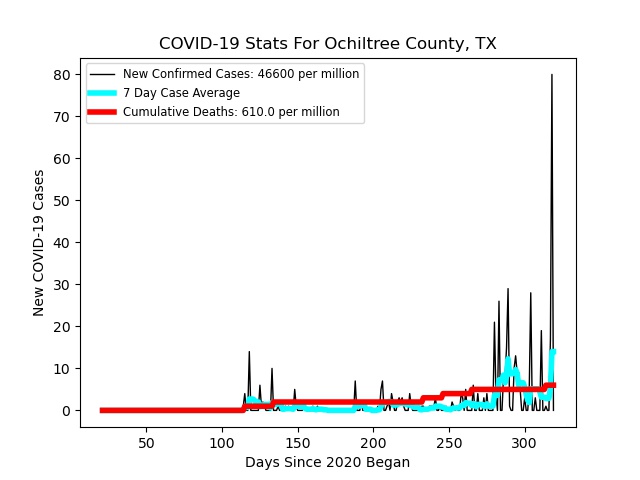 COVID-19 Stats For Ochiltree County, TX
New Confirmed Cases: 46600 per million
7 Day Case Average
Cumulative Deaths: 610.0 per million
New COVID-19 Cases
80
70
60
50
40
30
20
10
0
50 100 150 200 250 300
Days Since 2020 Began